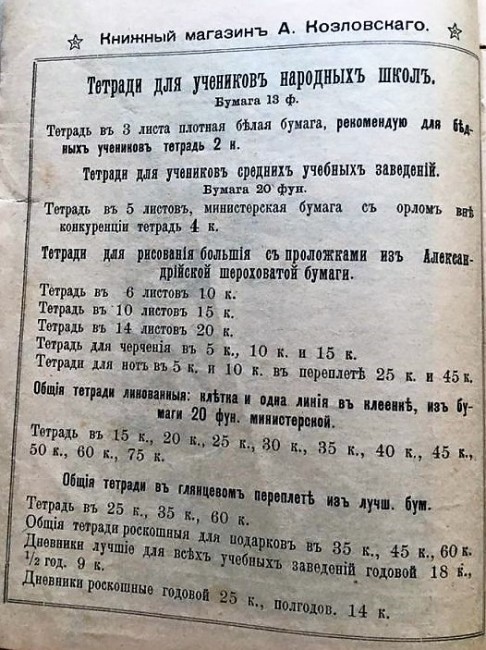 Книжный магазинъ А. Козловскаго.
Тетради для учениковъ народныхъ школъ.
Бумага 13 ф.
Тетрадь въ 3 листа плотная бѣлая бумага, рекомендую для бѣд-
ныхъ учениковъ тетрадь 2 к.
Тетради для учениковъ среднихъ учебныхъ заведеній.
Бумага 20 фун.
Тетрадь въ 5 листовъ, министерская бумага съ орломъ внѣ
конкуренціи тетрадь 4 к.
Тетради для рисованія большія съ проложками изъ Алексан-
дрійской шероховатой бумаги.
Тетрадь въ 6 листовъ 10 к.
Тетрадь въ 10 листовъ 15 к.
Тетрадь въ 14 листовъ 20 к.
Тетрадь для черченія въ 5 к., 10 к. и 15 к.
Тетради для нотъ въ 5 к. и 10 к. въ переплетѣ 25 к. и 45 к.
Общія тетради линованныя: клѣтка и одна линія въ клеенкѣ, изъ бу-
маги 20 фун. министерской.
Тетрадь въ 15 к., 20 к., 25 к., 30 к., 35 к., 40 к., 45 к.,
50 к., 60 к., 75 к.
Общія тетради въ глянцевомъ переплетѣ изъ лучш. бум.
Тетрадь въ 25 к., 35 к., 60 к.
Общія тетради роскошныя для подарковъ въ 35 к., 45 к., 60 к.
Дневники лучшіе для всѣхъ учебныхъ заведеній годовой 18 к.,
1/2 год. 9 к.
Дневники роскошные годовой 25 к., полгодов. 14 к.